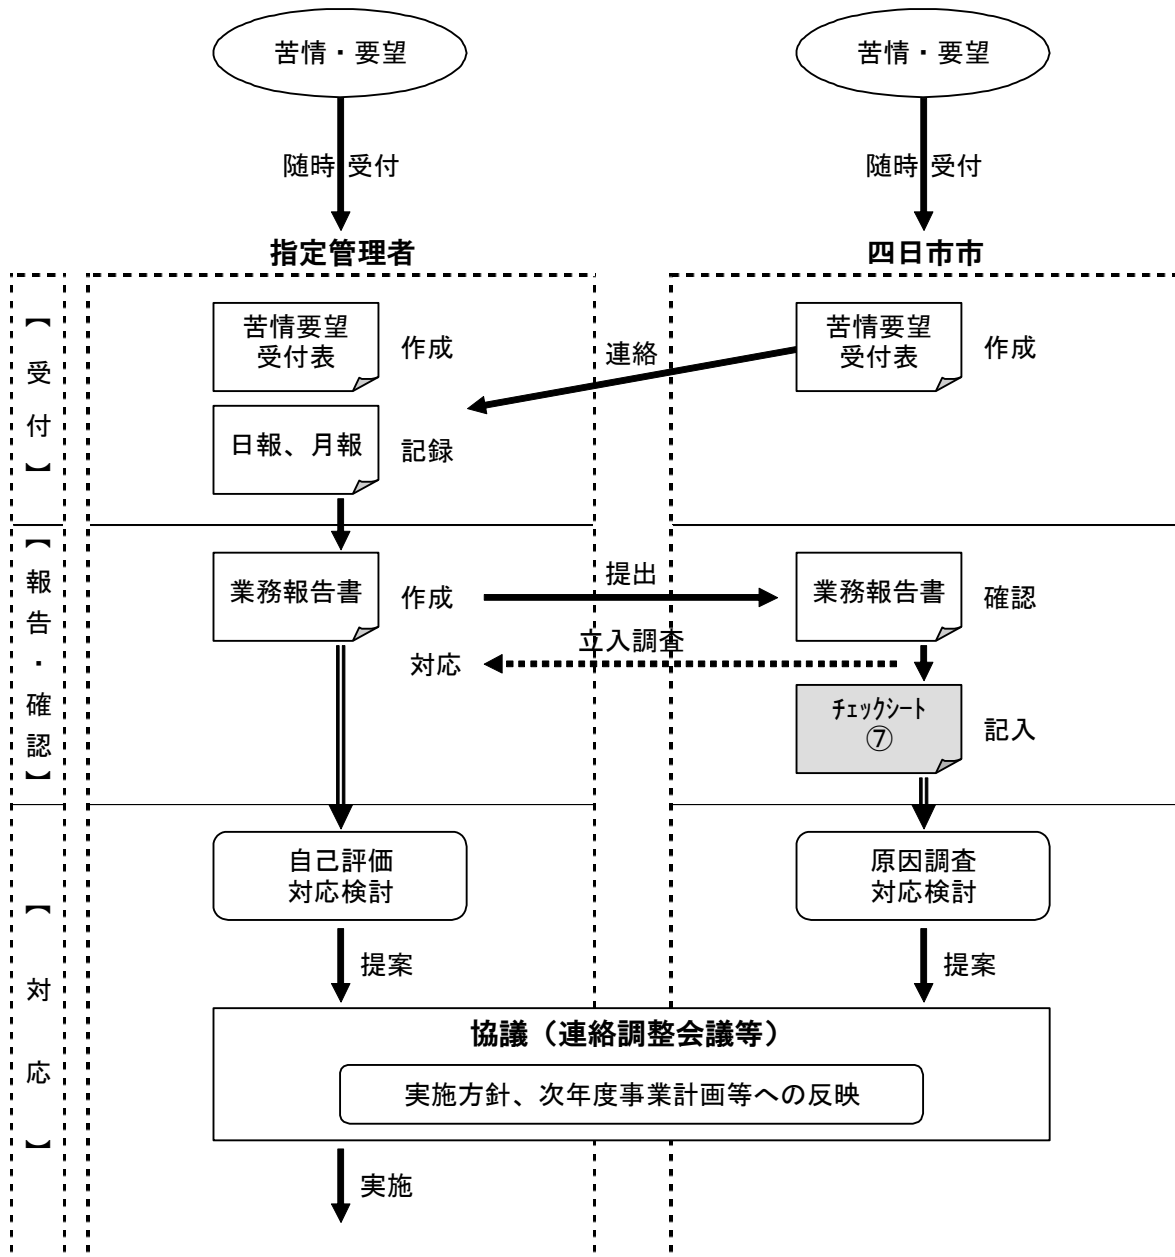 苦情・要望
苦情・要望
随時 受付
随時 受付
指定管理者
四日市市
【受付】
苦情要望
受付表
作成
連絡
苦情要望
受付表
作成
日報、月報
記録
【報告・確認】
業務報告書
作成
提出
業務報告書
確認
立入調査
対応
チェックシート
⑦
記入
【対応】
自己評価
対応検討
原因調査
対応検討
提案
提案
協議（連絡調整会議等）
実施方針、次年度事業計画等への反映
実施